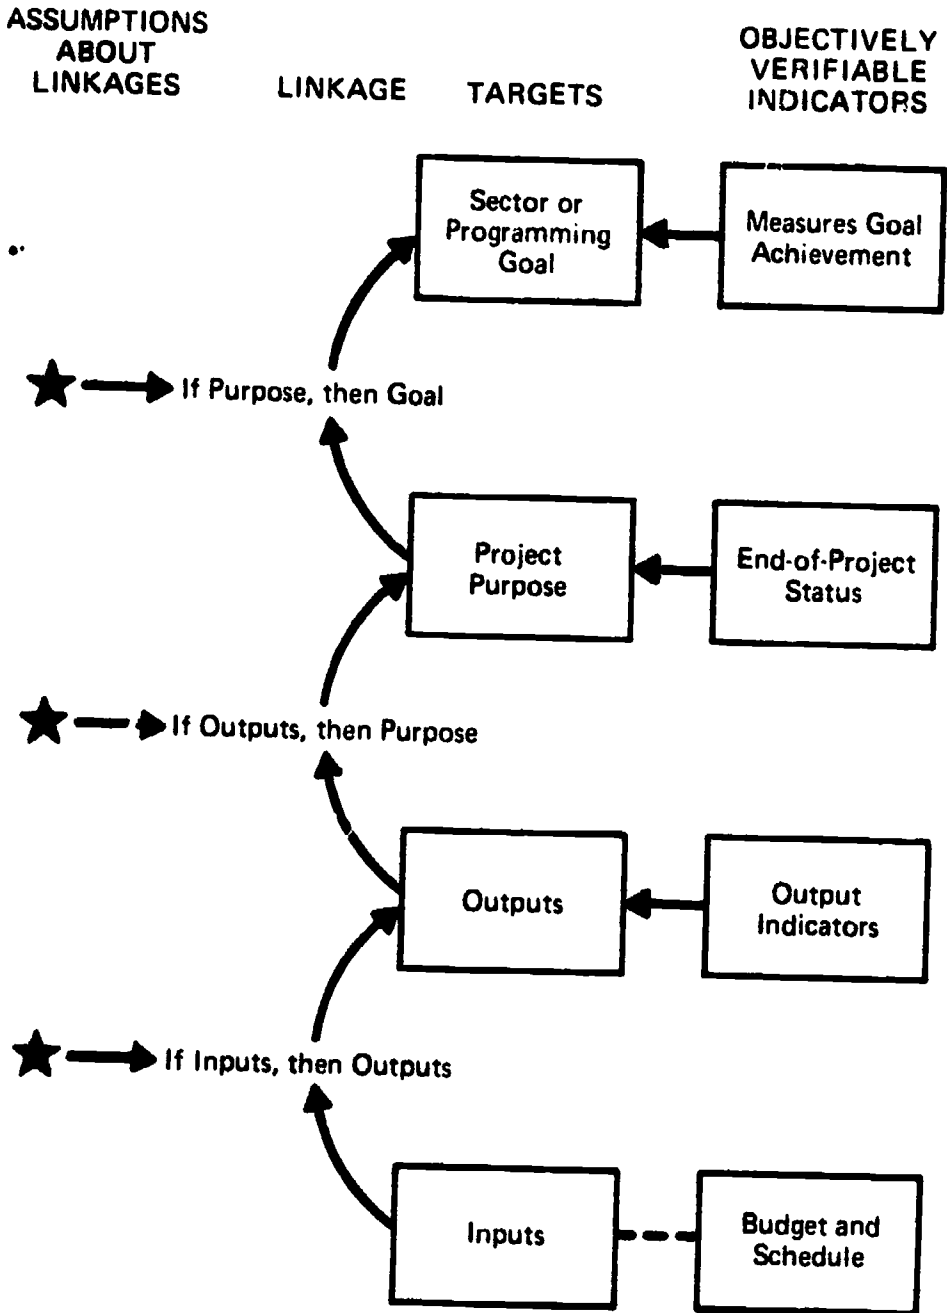 ASSUMPTIONS
ABOUT
LINKAGES
LINKAGE
TARGETS
OBJECTIVELY
VERIFIABLE
INDICATORS
Sector or
Programming
Goal
Measures Goal
Achievement
If Purpose, then Goal
Project
Purpose
End-of-Project
Status
If Outputs, then Purpose
Outputs
Output
Indicators
If Inputs, then Outputs
Inputs
Budget and
Schedule